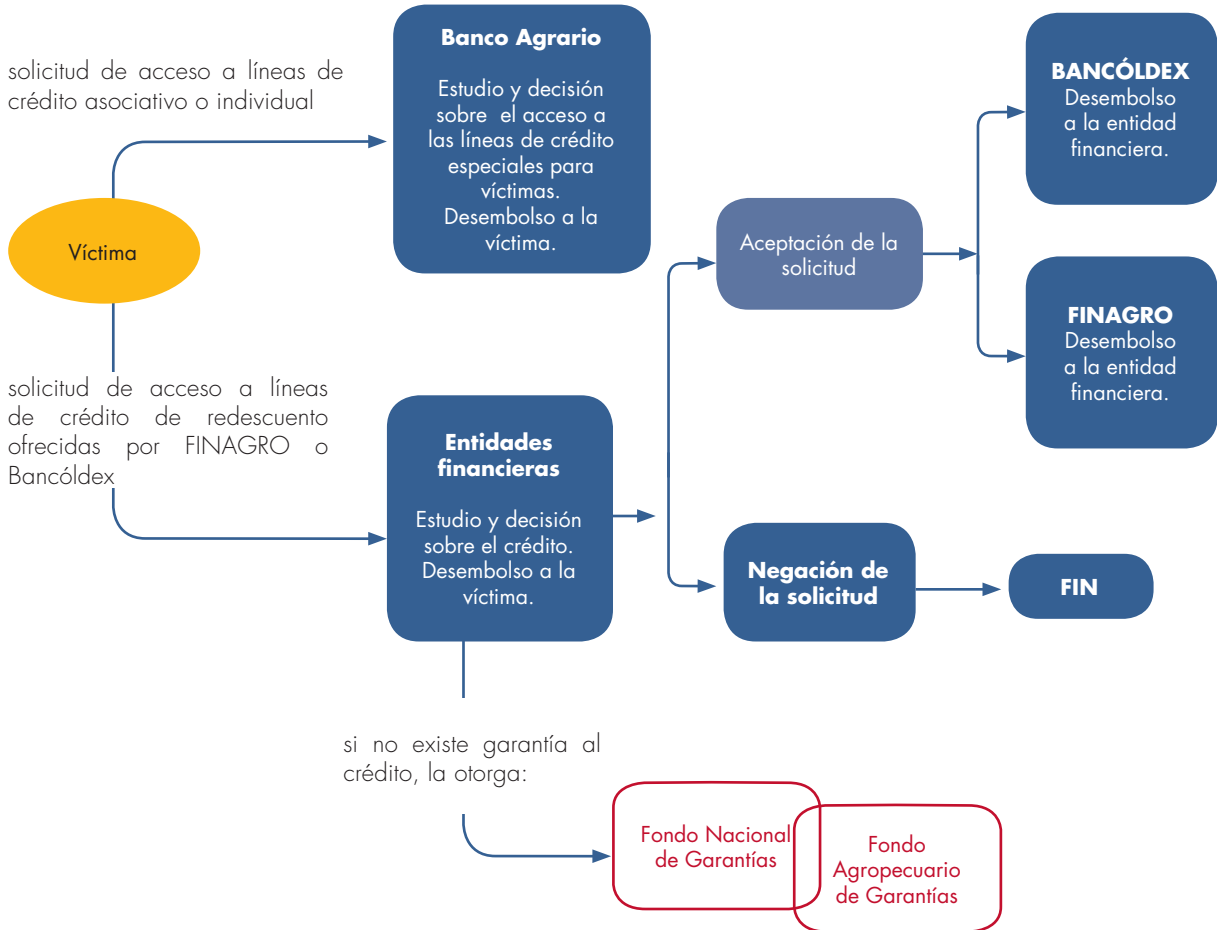 solicitud de acceso a líneas de
crédito asociativo o individual
Víctima
solicitud de acceso a líneas
de crédito de redescuento
ofrecidas por FINAGRO o
Bancóldex
Banco Agrario
Estudio y decisión
sobre el acceso a
las líneas de crédito
especiales para
víctimas.
Desembolso a la
víctima.
Entidades
financieras
Estudio y decisión
sobre el crédito.
Desembolso a la
víctima.
Aceptación de la
solicitud
BANCÓLDEX
Desembolso
a la entidad
financiera.
FINAGRO
Desembolso
a la entidad
financiera.
Negación de
la solicitud
FIN
si no existe garantía al
crédito, la otorga:
Fondo Nacional
de Garantías
Fondo
Agropecuario
de Garantías